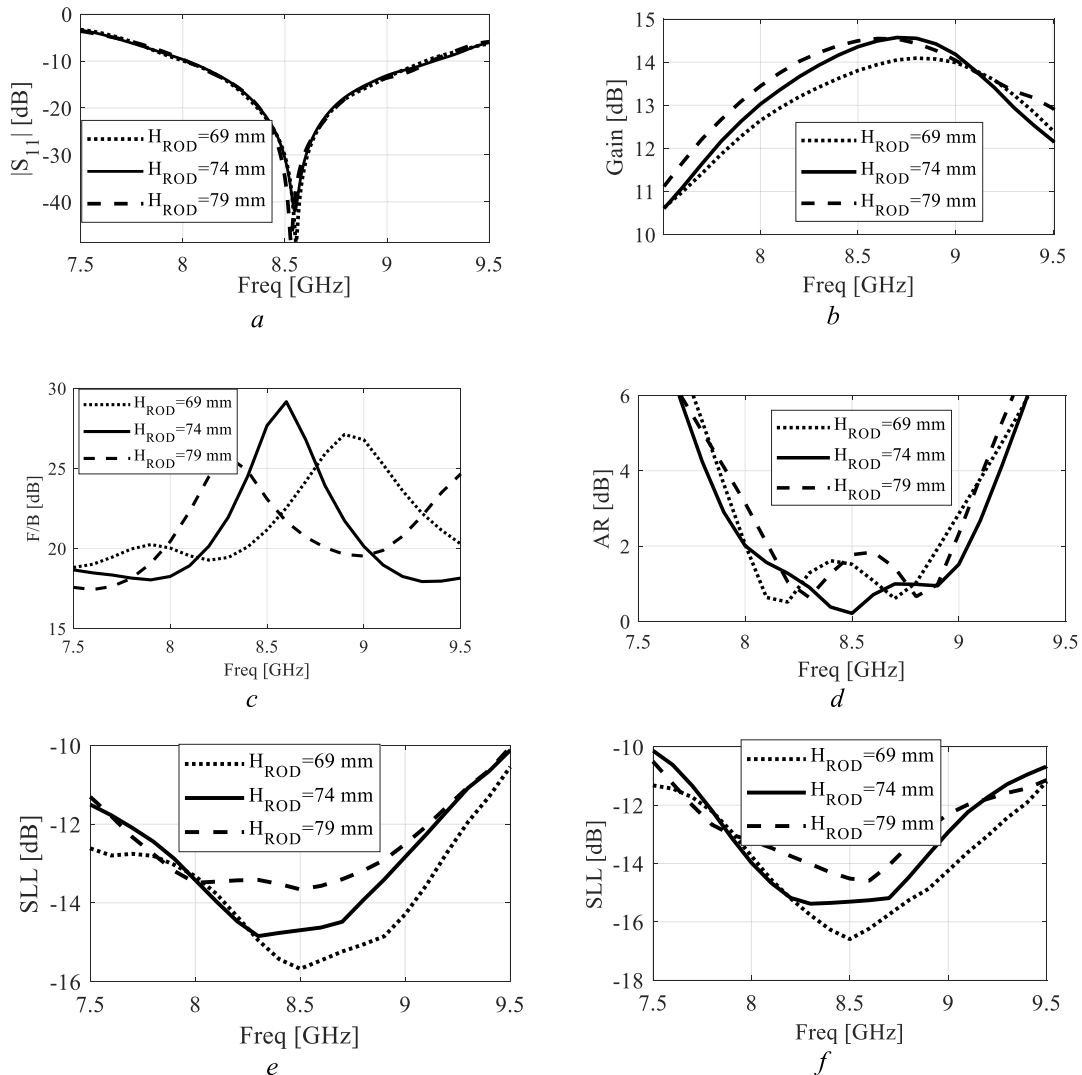 0
-10
-20
-30
-40
|S11| [dB]
HROD=69 mm
HROD=74 mm
HROD=79 mm
7.5 8 8.5 9 9.5
Freq [GHz]
a
15
14
13
12
11
10
Gain [dB]
HROD=69 mm
HROD=74 mm
HROD=79 mm
8 8.5 9 9.5
Freq [GHz]
b
30
25
20
15
F/B [dB]
HROD=69 mm
HROD=74 mm
HROD=79 mm
7.5 8 8.5 9 9.5
Freq [GHz]
c
6
4
2
0
AR [dB]
HROD=69 mm
HROD=74 mm
HROD=79 mm
7.5 8 8.5 9 9.5
Freq [GHz]
d
-10
-12
-14
-16
SLL [dB]
HROD=69 mm
HROD=74 mm
HROD=79 mm
7.5 8 8.5 9 9.5
Freq [GHz]
e
-10
-12
-14
-16
-18
SLL [dB]
HROD=69 mm
HROD=74 mm
HROD=79 mm
7.5 8 8.5 9 9.5
Freq [GHz]
f